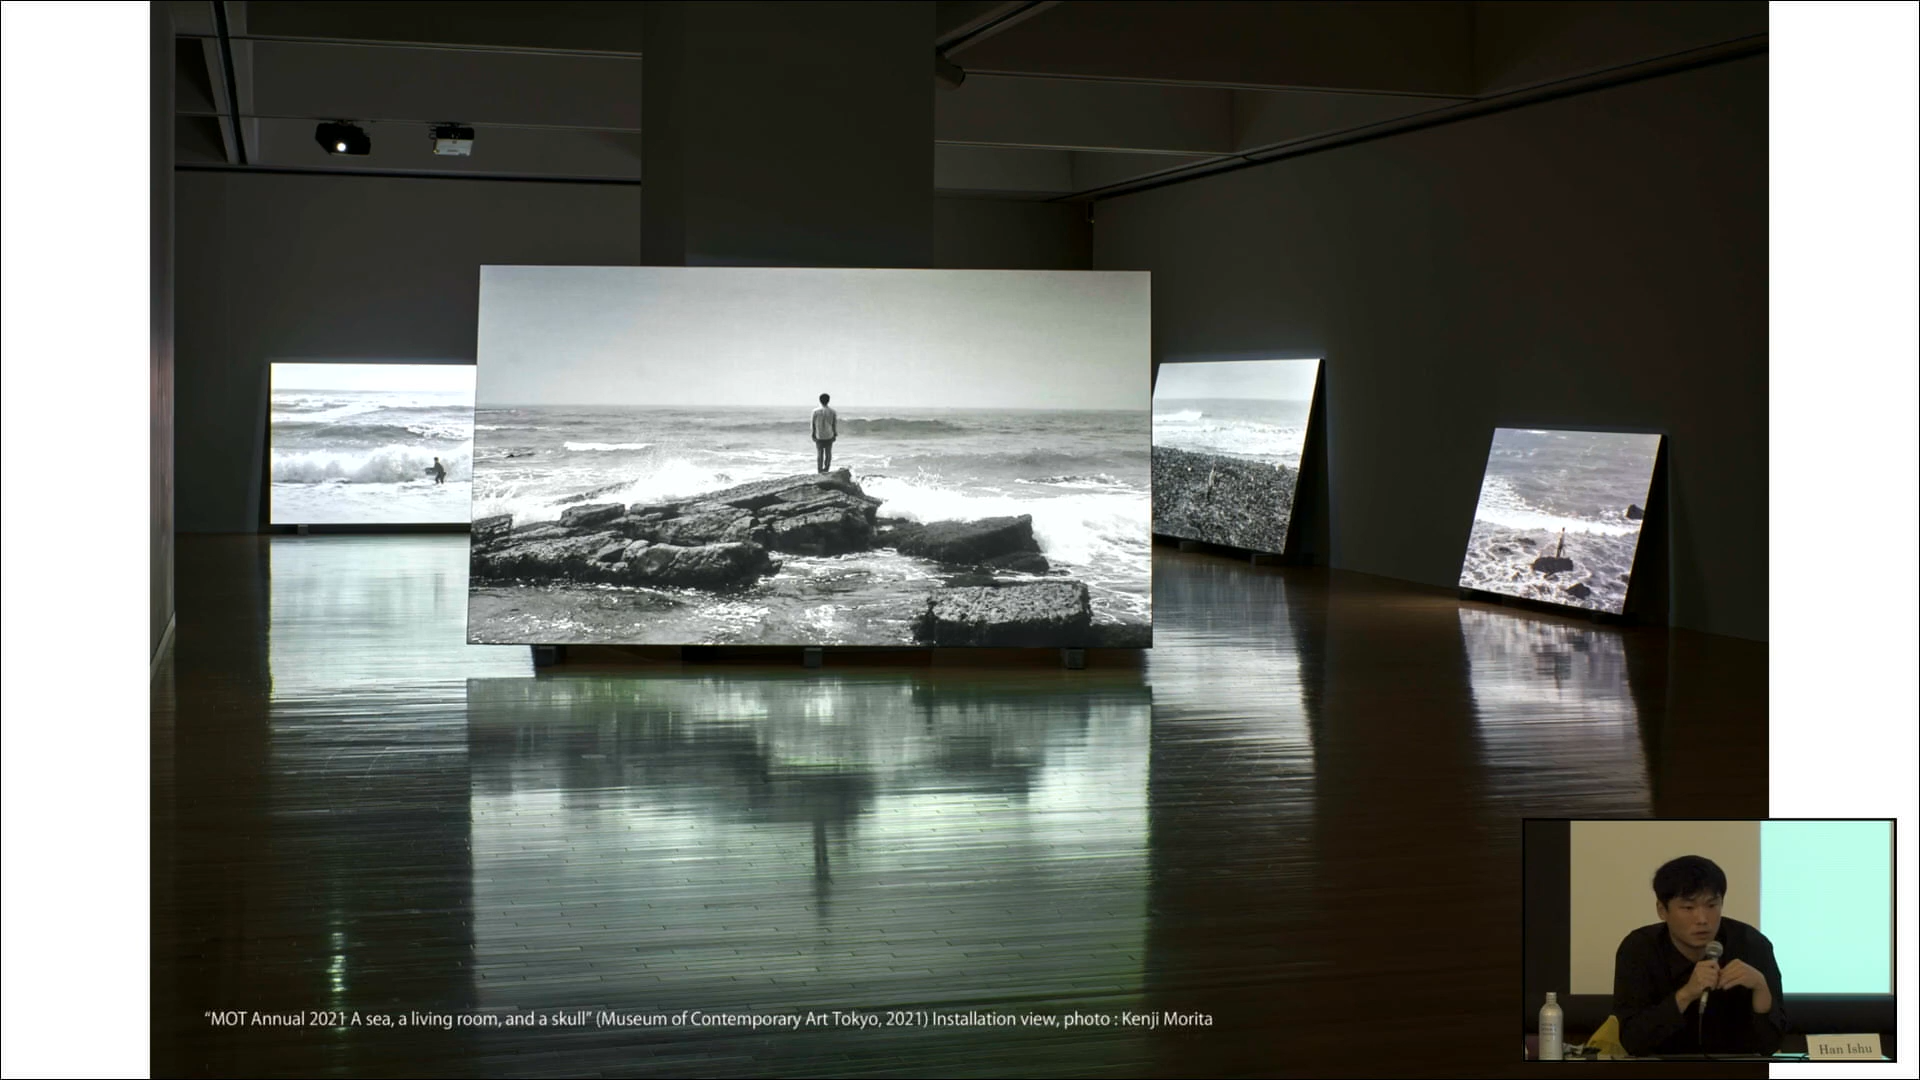 “MOT Annual 2021 A sea, a living room, and a skull” (Museum of Contemporary Art Tokyo, 2021) Installation view, photo : Kenji Morita
Han Ishu